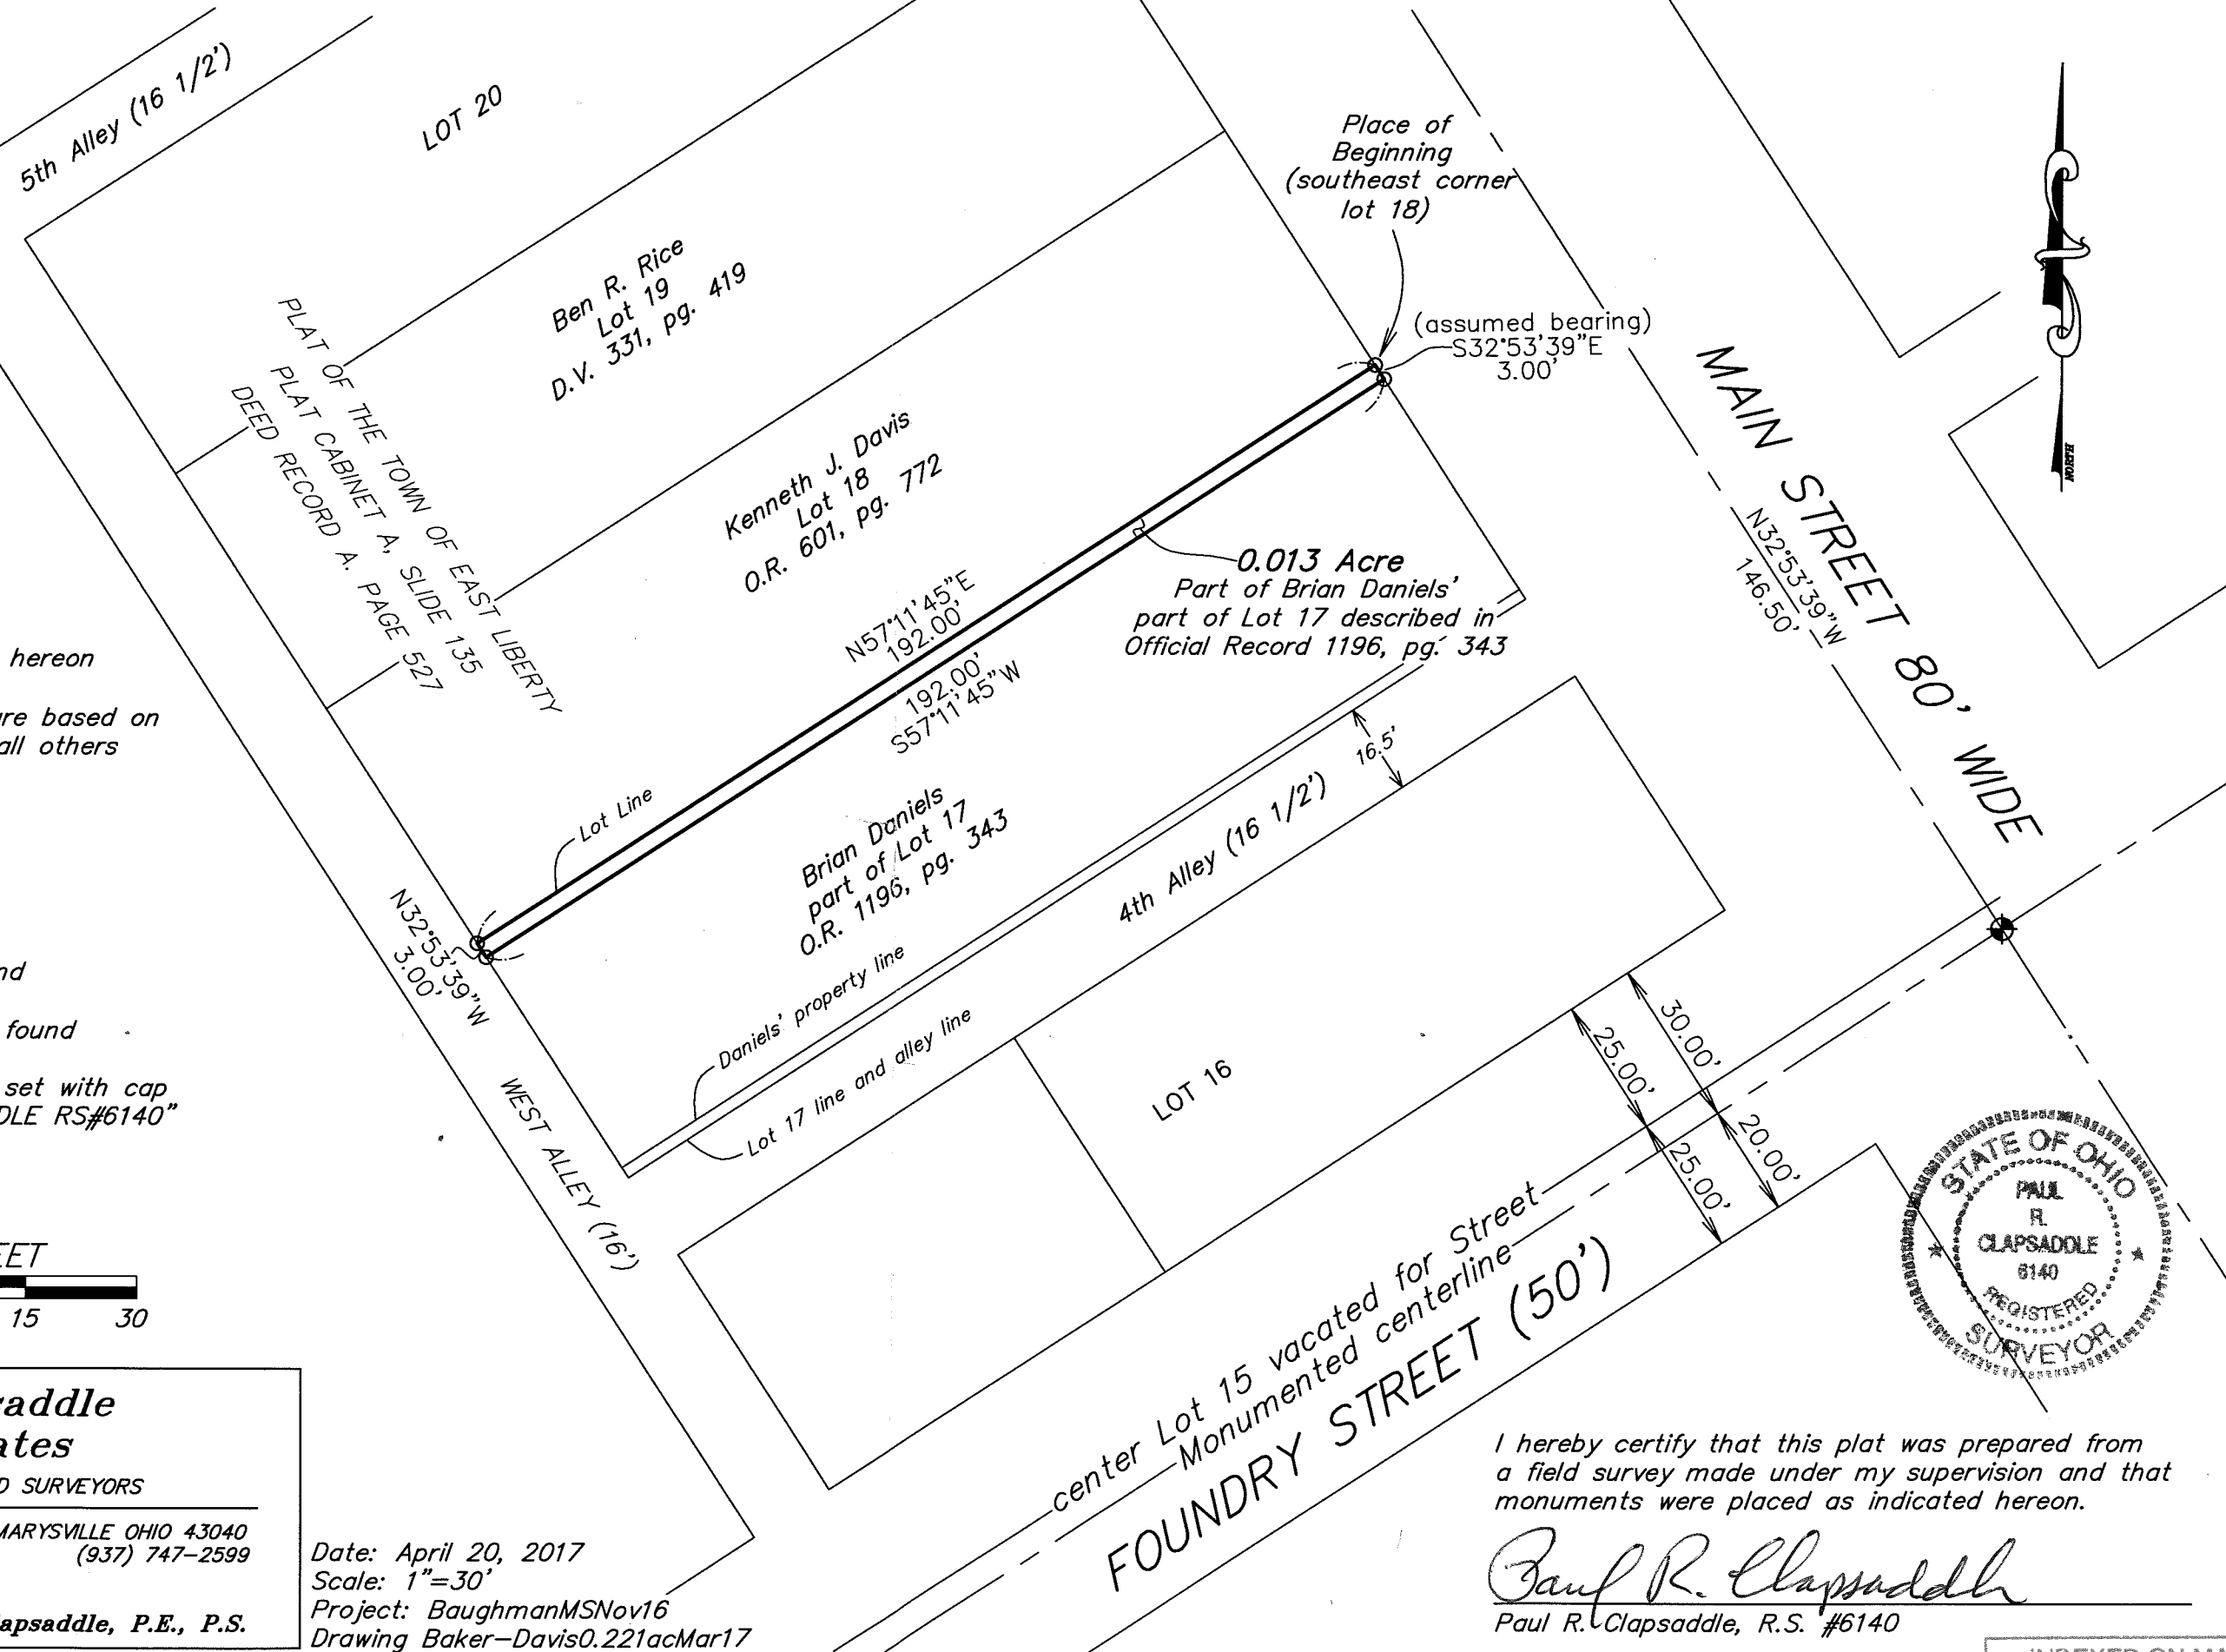 5th Alley (16 1/2')
LOT 20
Place of
Beginning
(southeast corner
lot 18)
Ben R. Rice
Lot 19
D.V. 331, pg. 419
PLAT OF THE TOWN OF EAST LIBERTY
PLAT CABINET A, SLIDE 135
DEED RECORD A. PAGE 527
(assumed bearing)
S32°53'39"E
3.00'
MAIN STREET 80' WIDE
N32°53'39"W
146.50'
Kenneth J. Davis
Lot 18
O.R. 601, pg. 772
0.013 Acre
Part of Brian Daniels'
part of Lot 17 described in
Official Record 1196, pg. 343
N57°11'45"E
192.00'
192.00'
S57°11'45"W
hereon
are based on
all others
Lot Line
16.5'
Brian Daniels
part of Lot 17
O.R. 1196, pg. 343
4th Alley (16 1/2')
N32°53'39"W
3.00'
Daniels' property line
Lot 17 line and alley line
found
set with cap
RS#6140"
WEST ALLEY (16')
LOT 16
30.00'
25.00'
20.00'
25.00'
center Lot 15 vacated for Street
Monumented centerline
FOUNDRY STREET (50')
15 30
STATE OF OHIO
PAUL
R.
CLAPSADDLE
6140
REGISTERED
SURVEYOR
I hereby certify that this plat was prepared from
a field survey made under my supervision and that
monuments were placed as indicated hereon.
Paul R. Clapsaddle
Paul R. Clapsaddle, R.S. #6140
SURVEYORS
MARYSVILLE OHIO 43040
(937) 747-2599
Clapsaddle, P.E., P.S.
Date: April 20, 2017
Scale: 1"=30'
Project: BaughmanMSNov16
Drawing Baker-Davis0.221acMar17